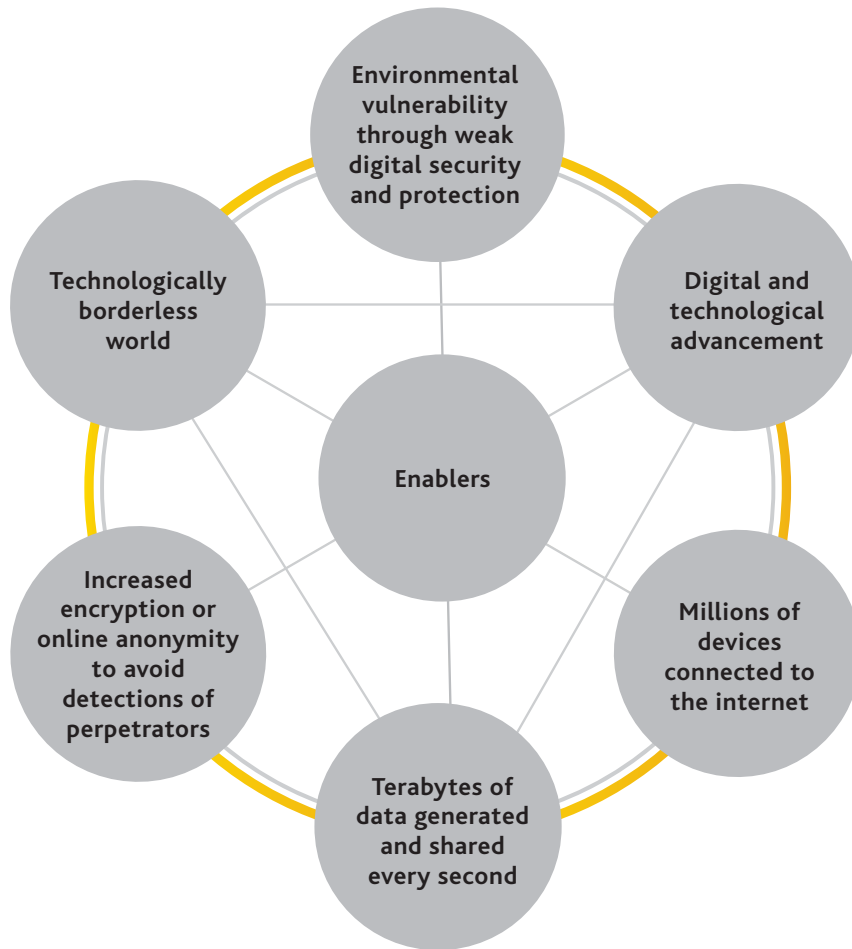 Environmental
vulnerability
through weak
digital security
and protection
Technologically
borderless
world
Digital and
technological
advancement
Enablers
Increased
encryption or
online anonymity
to avoid
detections of
perpetrators
Millions of
devices
connected to
the internet
Terabytes of
data generated
and shared
every second